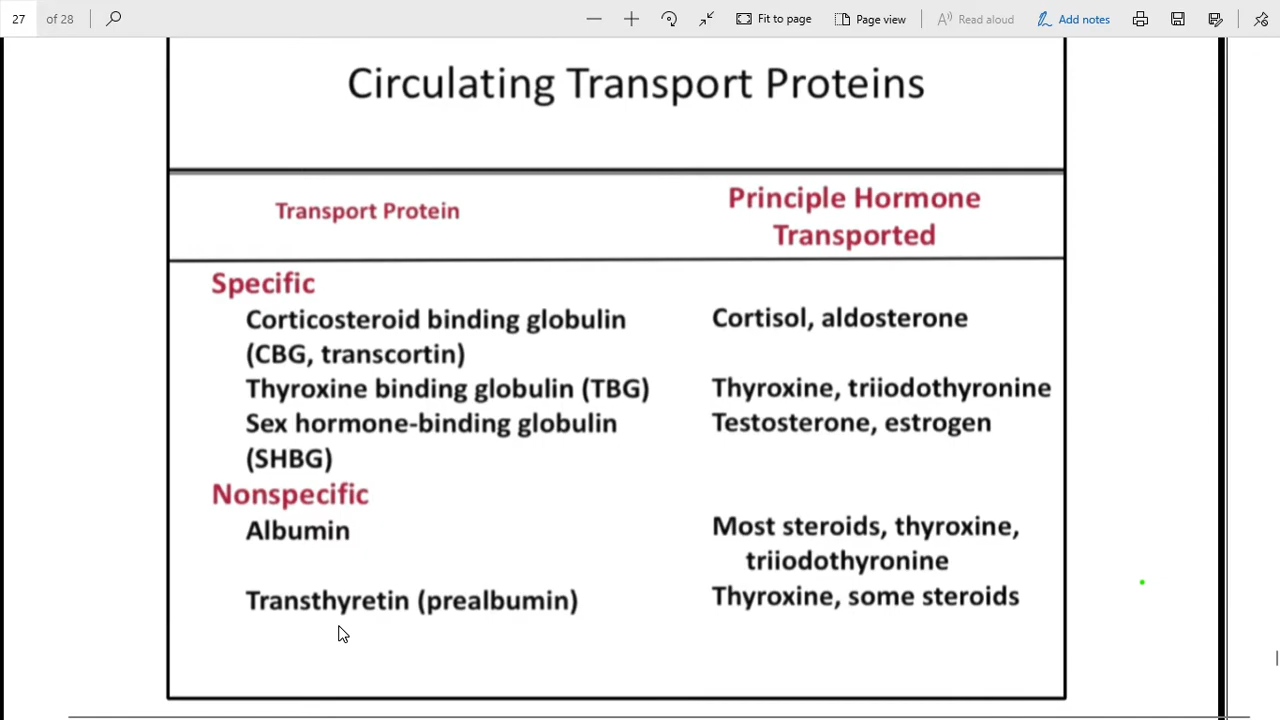 27 of 28 Fit to page Page view Read aloud Add notes
Circulating Transport Proteins
Transport Protein
Principle Hormone
Transported
Specific
Corticosteroid binding globulin Cortisol, aldosterone
(CBG, transcortin)
Thyroxine binding globulin (TBG) Thyroxine, triiodothyronine
Sex hormone-binding globulin Testosterone, estrogen
(SHBG)
Nonspecific
Albumin Most steroids, thyroxine,
triiodothyronine
Transthyretin (prealbumin) Thyroxine, some steroids